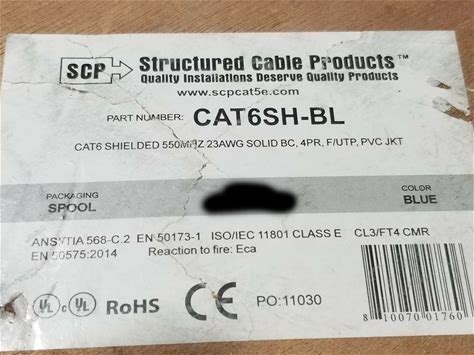 SCP Structured Cable Products™
Quality Installations Deserve Quality Products
www.scpcat5e.com
PART NUMBER: CAT6SH-BL
CAT6 SHIELDED 550MHZ 23AWG SOLID BC, 4PR, F/UTP, PVC JKT
PACKAGING
SPOOL
COLOR
BLUE
ANSI/TIA 568-C.2 EN 50173-1 ISO/IEC 11801 CLASS E CL3/FT4 CMR
EN 50575:2014 Reaction to fire: Eca
UL c UL RoHS CE PO:11030
8 10070 01760